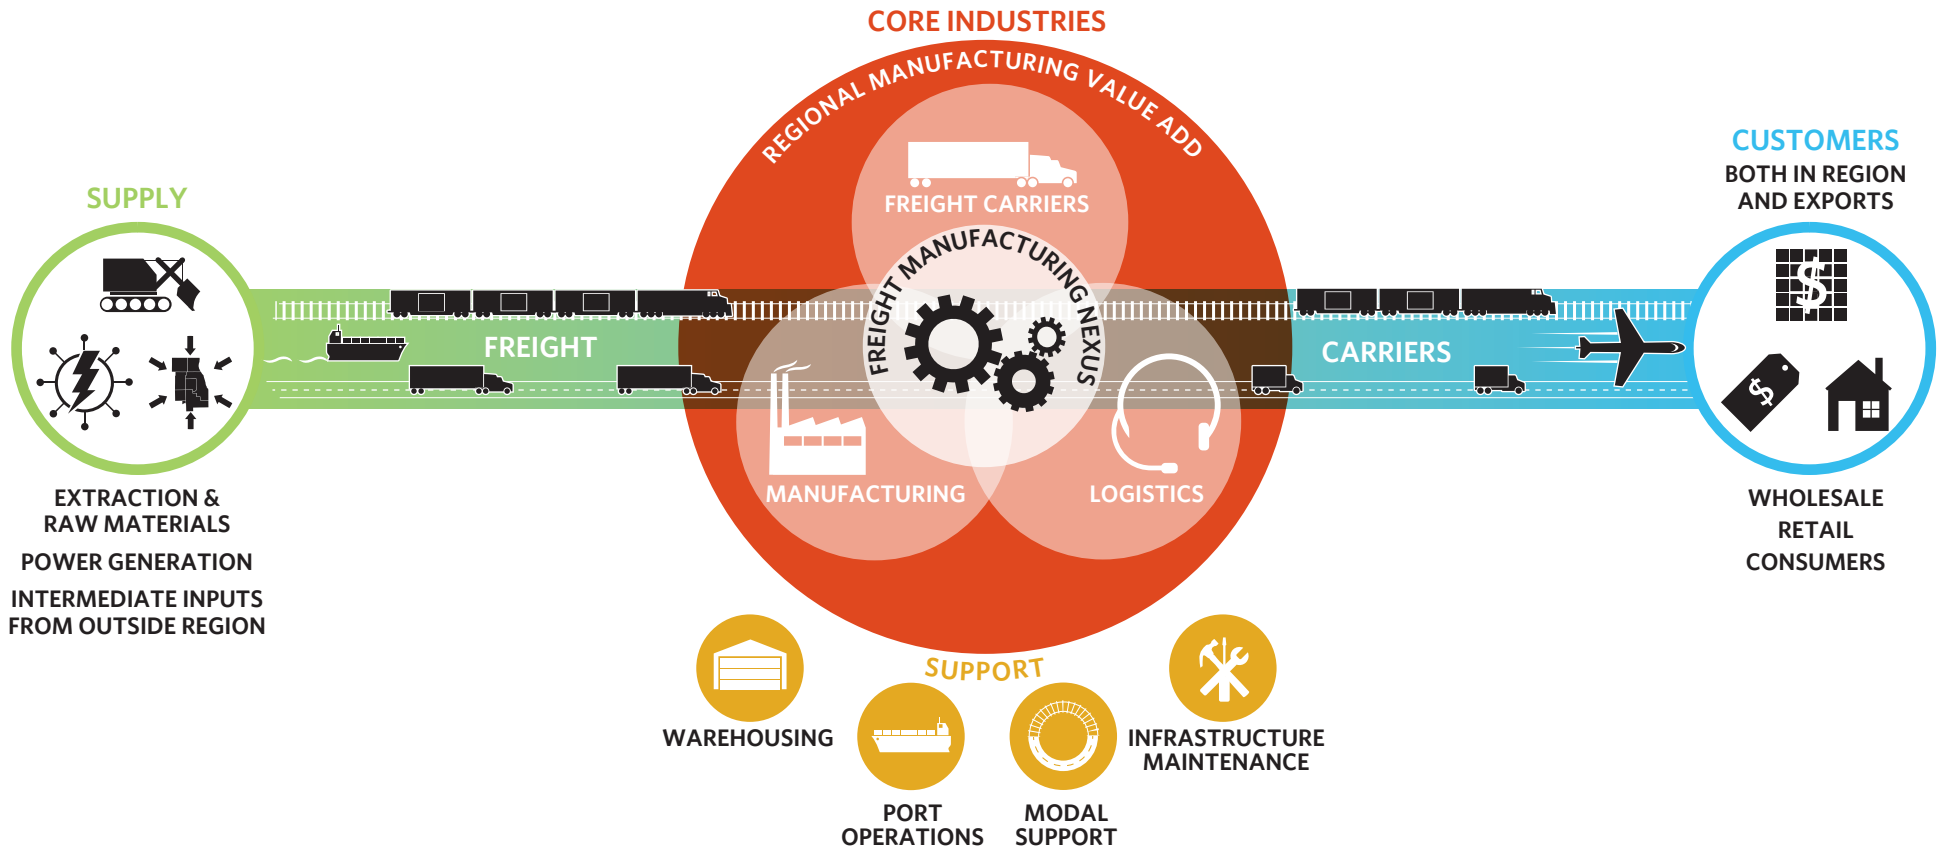 CORE INDUSTRIES
REGIONAL MANUFACTURING VALUE ADD
FREIGHT CARRIERS
FREIGHT MANUFACTURING NEXUS
MANUFACTURING
LOGISTICS
SUPPLY
EXTRACTION &
RAW MATERIALS
POWER GENERATION
INTERMEDIATE INPUTS
FROM OUTSIDE REGION
FREIGHT
CARRIERS
CUSTOMERS
BOTH IN REGION
AND EXPORTS
$
$
WHOLESALE
RETAIL
CONSUMERS
SUPPORT
WAREHOUSING
PORT
OPERATIONS
MODAL
SUPPORT
INFRASTRUCTURE
MAINTENANCE